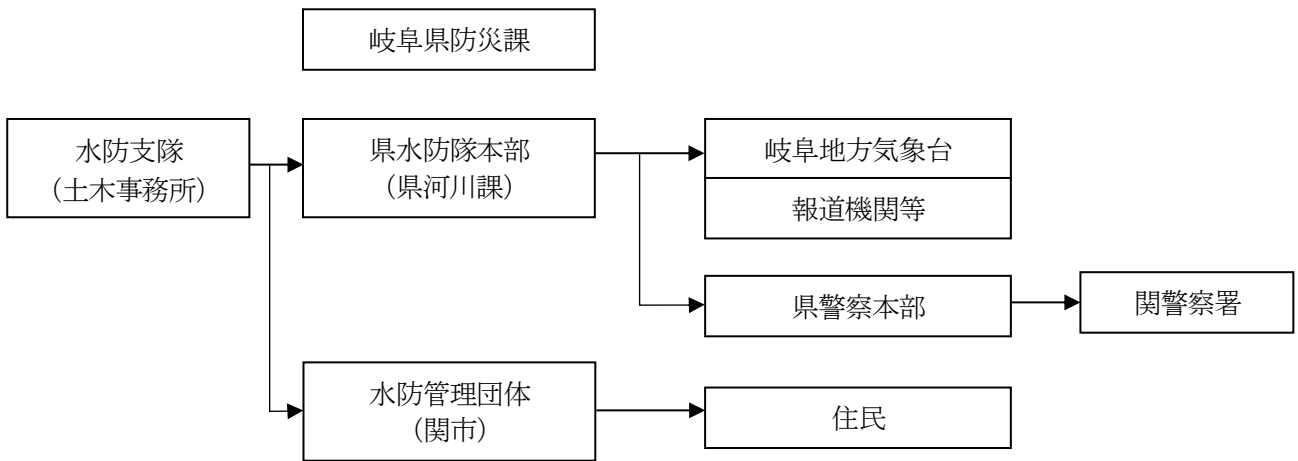 岐阜県防災課
水防支隊
(土木事務所)
県水防隊本部
(県河川課)
岐阜地方気象台
報道機関等
県警察本部
関警察署
水防管理団体
(関市)
住民